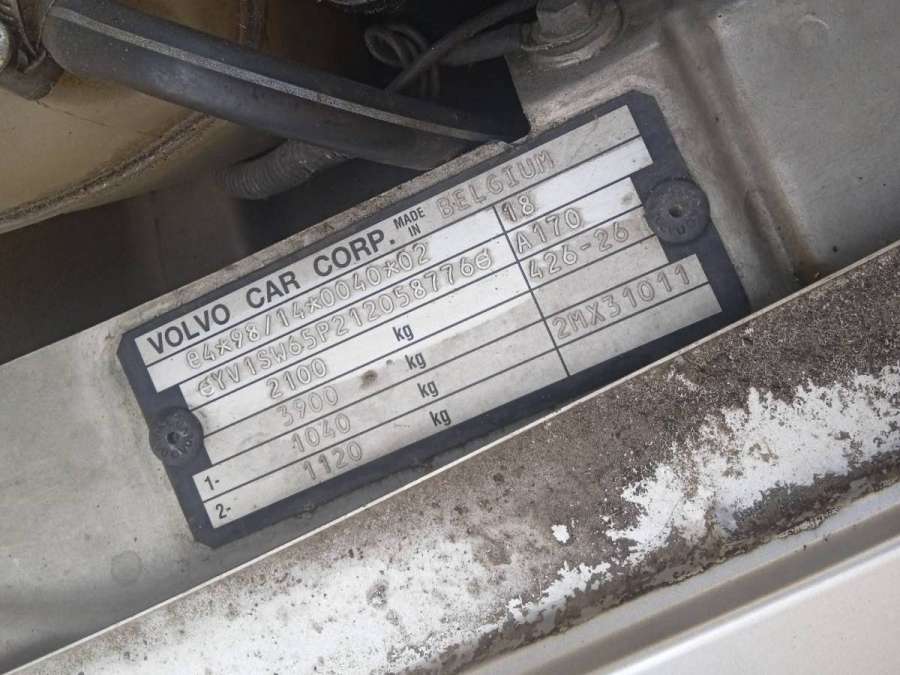 VOLVO CAR CORP. MADE IN BELGIUM
e4*98/14*0040*02 18
YV1SW65P212058776 A170
2100 kg 426-26
3900 kg
1- 1040 kg 2MX31011
2- 1120 kg